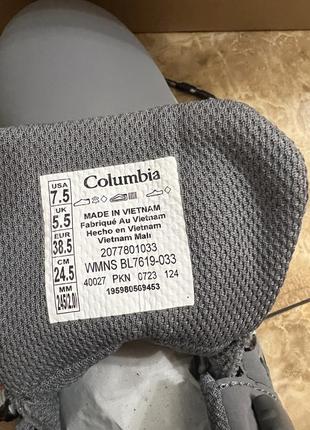 USA
7.5
UK
5.5
EUR
38.5
CM
24.5
MM
245(2.0)
Columbia
MADE IN VIETNAM
Fabriqué Au Vietnam
Hecho en Vietnam
Vietnam Malı
2077801033
WMNS BL7619-033
40027 PKN 0723 124
195980569453